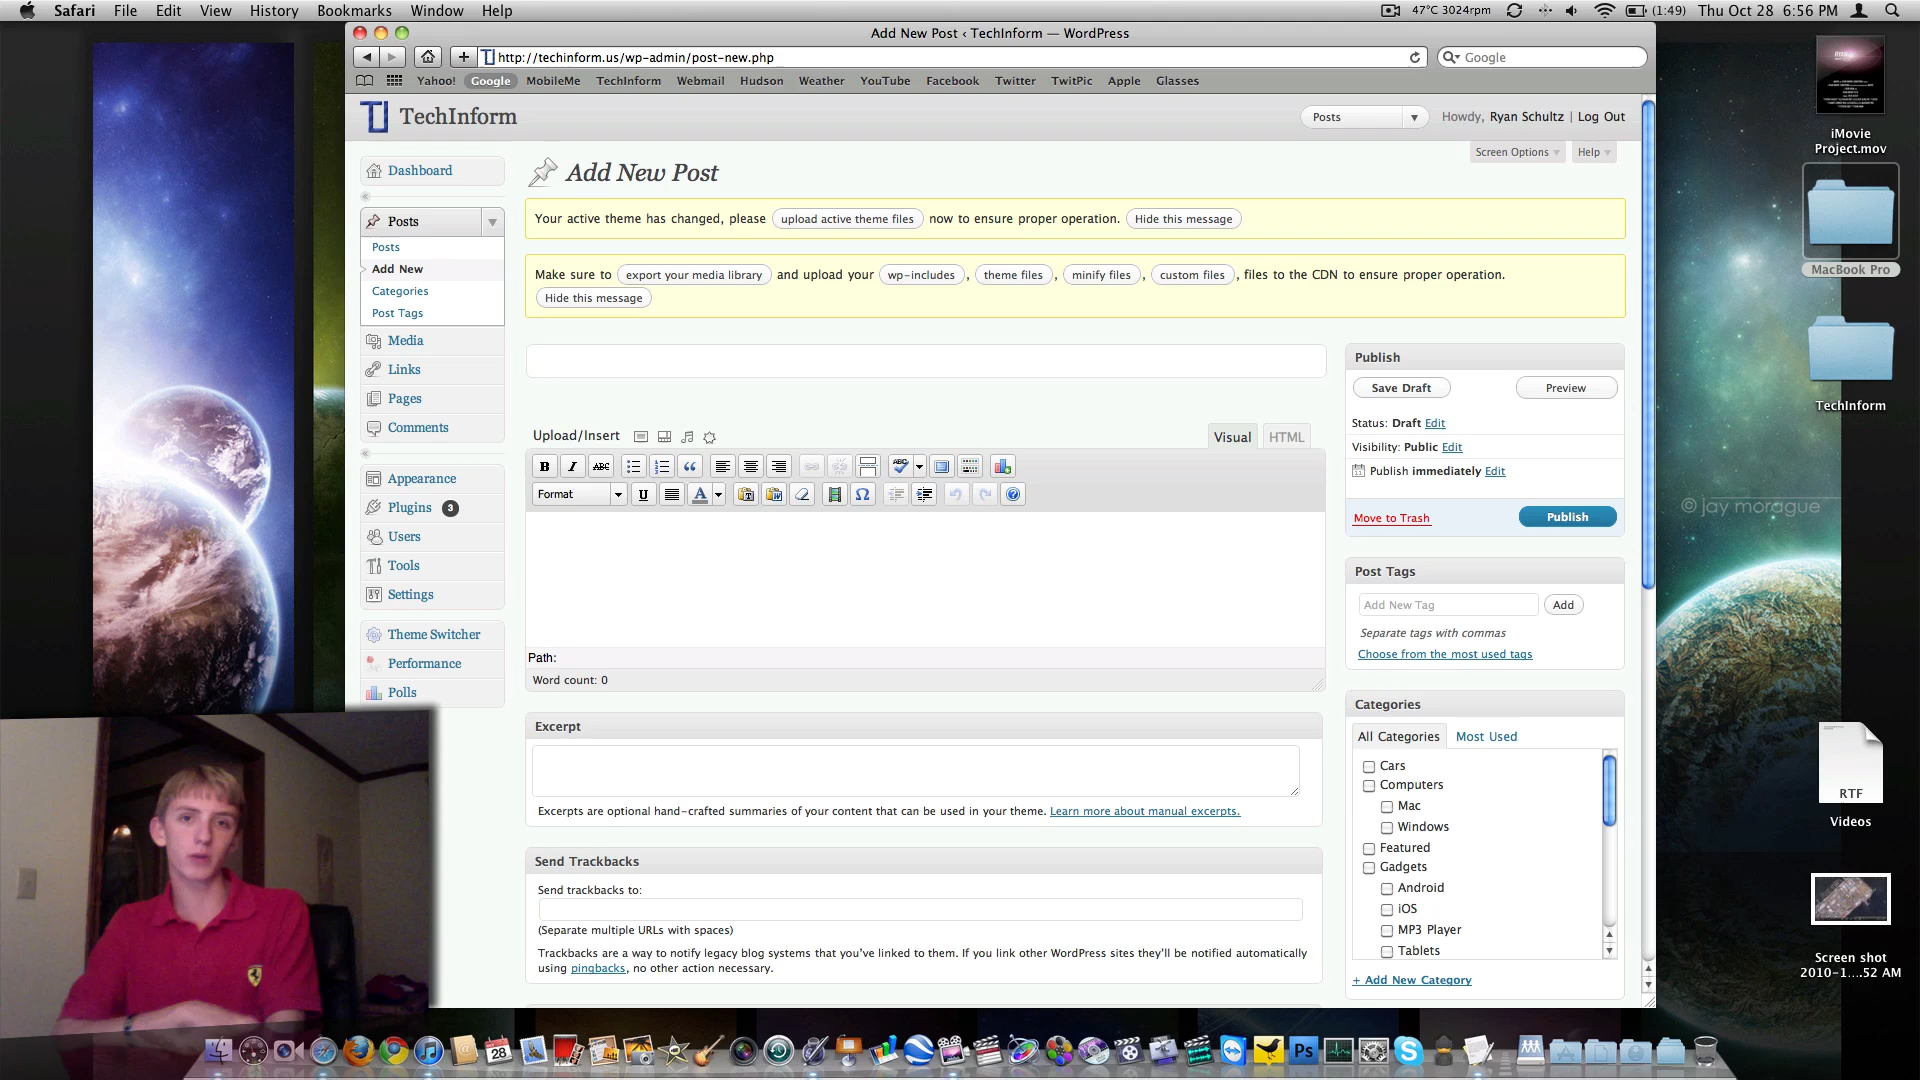 Safari File Edit View History Bookmarks Window Help
47°C 3024rpm (1:49) Thu Oct 28 6:56 PM
Add New Post ‹ TechInform — WordPress
http://techinform.us/wp-admin/post-new.php
Google
Yahoo! Google MobileMe TechInform Webmail Hudson Weather YouTube Facebook Twitter TwitPic Apple Glasses
TechInform
Posts
Howdy, Ryan Schultz | Log Out
Screen Options Help
Dashboard
Posts
Posts
Add New
Categories
Post Tags
Media
Links
Pages
Comments
Appearance
Plugins 3
Users
Tools
Settings
Theme Switcher
Performance
Polls
Add New Post
Your active theme has changed, please upload active theme files now to ensure proper operation. Hide this message
Make sure to export your media library and upload your wp-includes, theme files, minify files, custom files, files to the CDN to ensure proper operation.
Hide this message
Upload/Insert
Visual HTML
B I ABC
Format U A
Path:
Word count: 0
Excerpt
Excerpts are optional hand-crafted summaries of your content that can be used in your theme. Learn more about manual excerpts.
Send Trackbacks
Send trackbacks to:
(Separate multiple URLs with spaces)
Trackbacks are a way to notify legacy blog systems that you've linked to them. If you link other WordPress sites they'll be notified automatically
using pingbacks, no other action necessary.
Publish
Save Draft Preview
Status: Draft Edit
Visibility: Public Edit
Publish immediately Edit
Move to Trash Publish
Post Tags
Add New Tag Add
Separate tags with commas
Choose from the most used tags
Categories
All Categories Most Used
Cars
Computers
Mac
Windows
Featured
Gadgets
Android
iOS
MP3 Player
Tablets
+ Add New Category
iMovie
Project.mov
MacBook Pro
TechInform
© jay morague
RTF
Videos
Screen shot
2010-1....52 AM
28
Ps